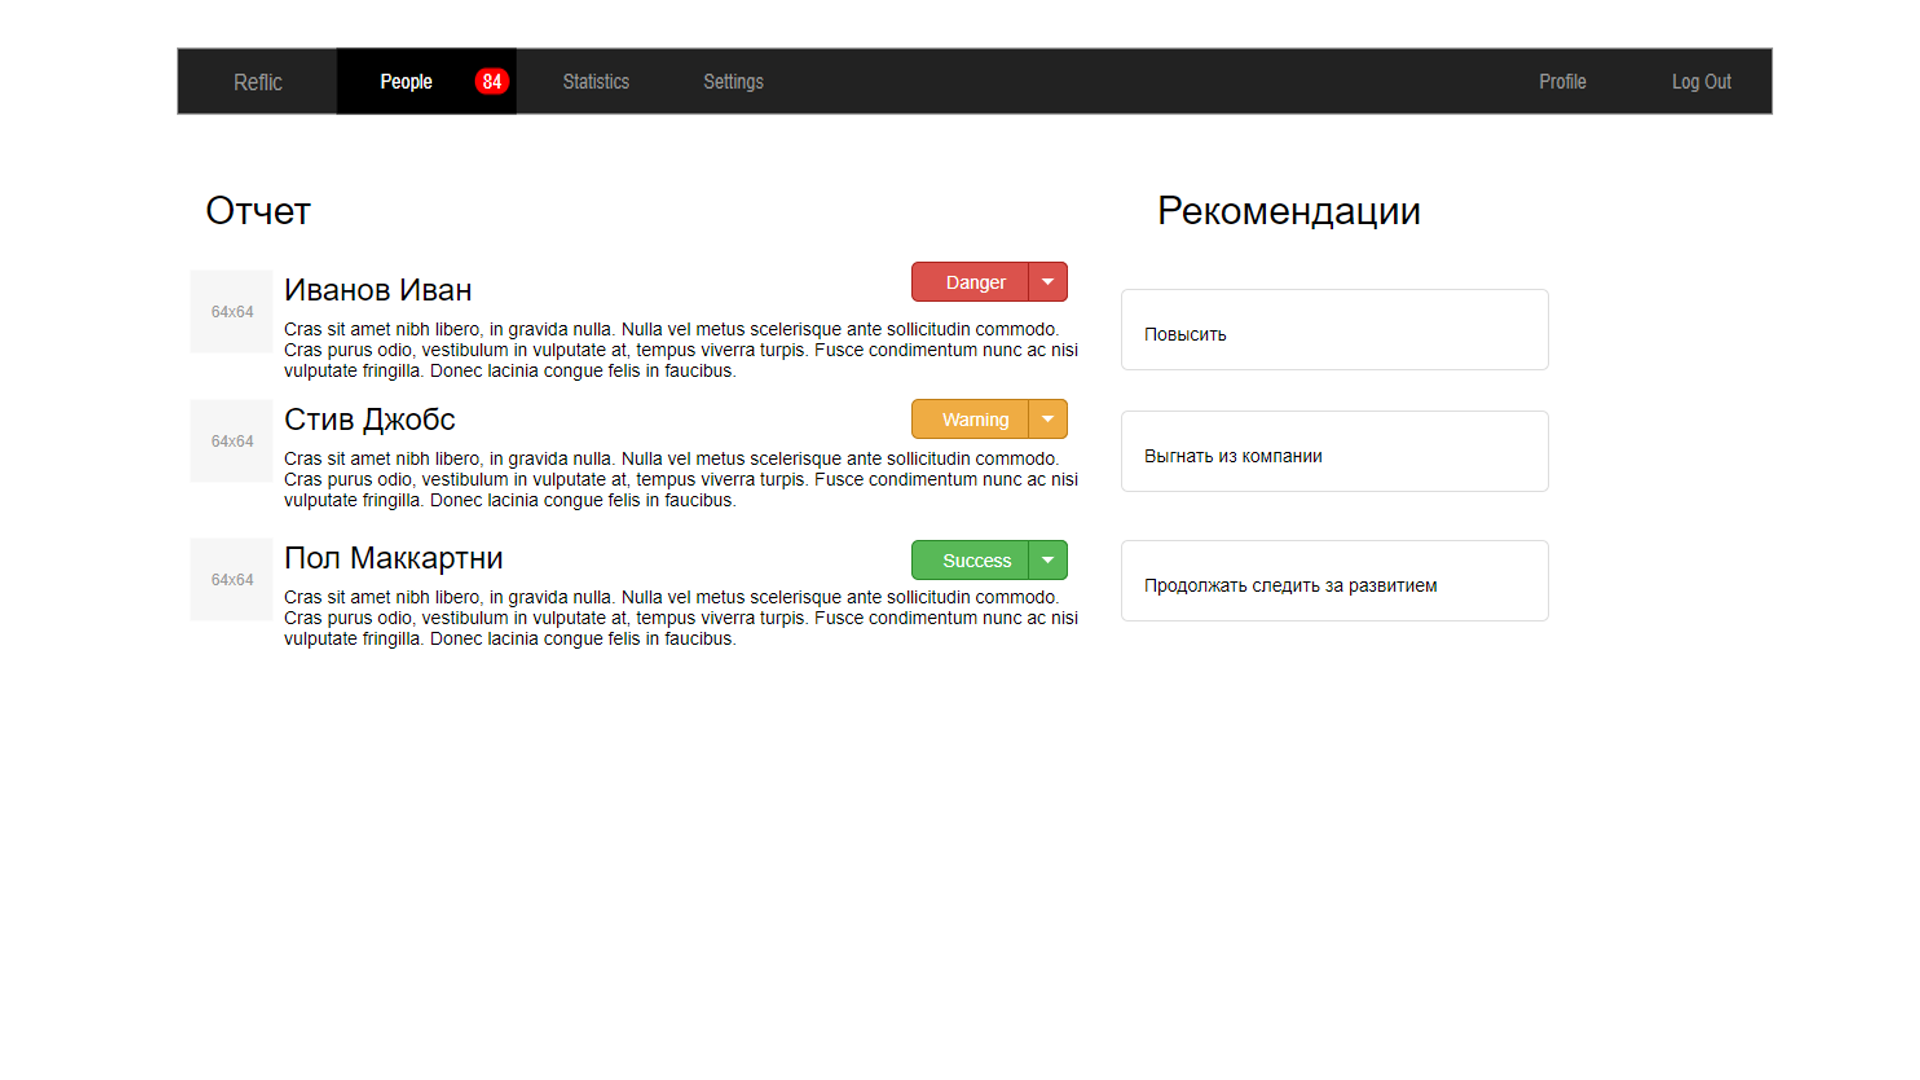 Reflic People 84 Statistics Settings Profile Log Out
Отчет
Иванов Иван
Danger
64x64
Cras sit amet nibh libero, in gravida nulla. Nulla vel metus scelerisque ante sollicitudin commodo.
Cras purus odio, vestibulum in vulputate at, tempus viverra turpis. Fusce condimentum nunc ac nisi
vulputate fringilla. Donec lacinia congue felis in faucibus.
Стив Джобс
Warning
64x64
Cras sit amet nibh libero, in gravida nulla. Nulla vel metus scelerisque ante sollicitudin commodo.
Cras purus odio, vestibulum in vulputate at, tempus viverra turpis. Fusce condimentum nunc ac nisi
vulputate fringilla. Donec lacinia congue felis in faucibus.
Пол Маккартни
Success
64x64
Cras sit amet nibh libero, in gravida nulla. Nulla vel metus scelerisque ante sollicitudin commodo.
Cras purus odio, vestibulum in vulputate at, tempus viverra turpis. Fusce condimentum nunc ac nisi
vulputate fringilla. Donec lacinia congue felis in faucibus.
Рекомендации
Повысить
Выгнать из компании
Продолжать следить за развитием